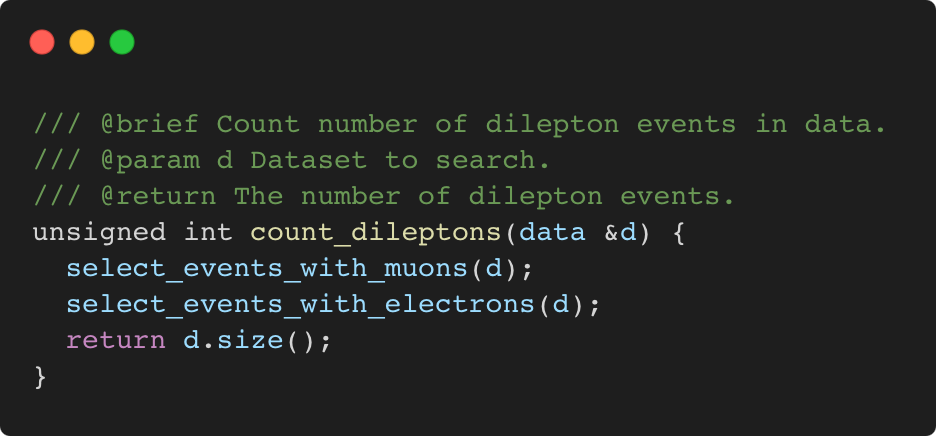 /// @brief Count number of dilepton events in data.
/// @param d Dataset to search.
/// @return The number of dilepton events.
unsigned int count_dileptons(data &d) {
  select_events_with_muons(d);
  select_events_with_electrons(d);
  return d.size();
}